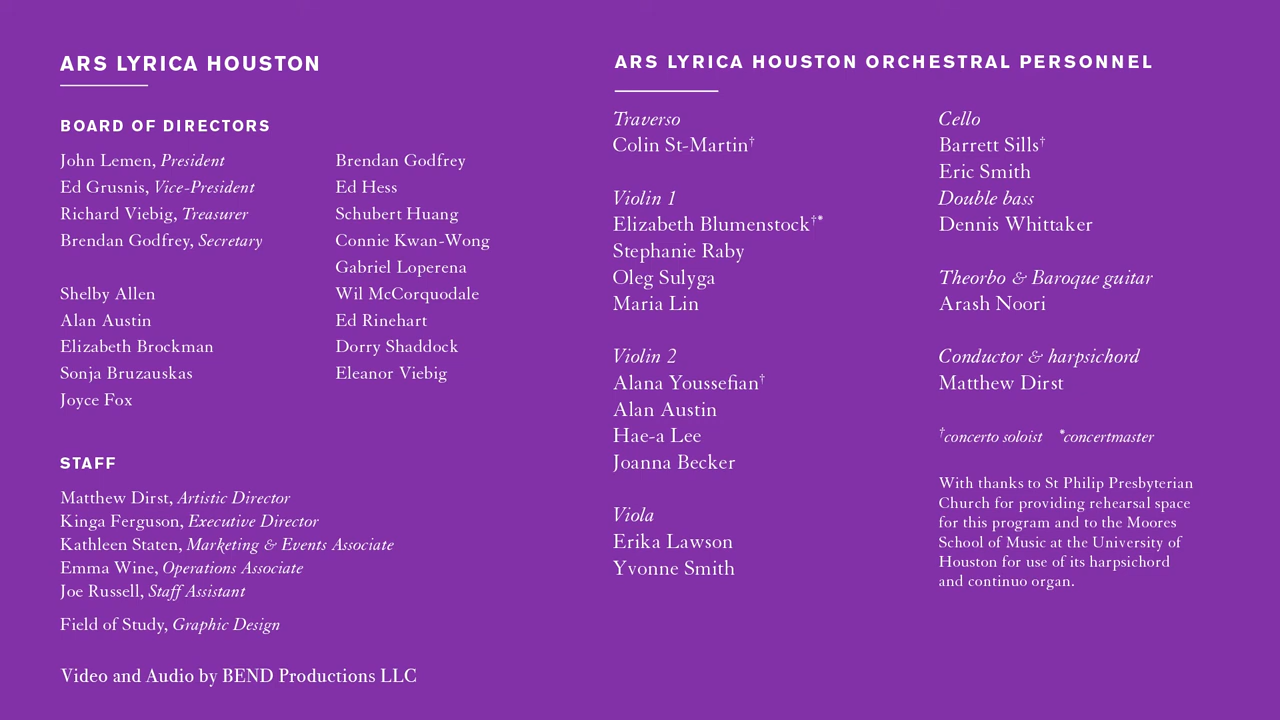 ARS LYRICA HOUSTON
BOARD OF DIRECTORS
John Lemen, President
Ed Grusnis, Vice-President
Richard Viebig, Treasurer
Brendan Godfrey, Secretary
Shelby Allen
Alan Austin
Elizabeth Brockman
Sonja Bruzauskas
Joyce Fox
Brendan Godfrey
Ed Hess
Schubert Huang
Connie Kwan-Wong
Gabriel Loperena
Wil McCorquodale
Ed Rinehart
Dorry Shaddock
Eleanor Viebig
STAFF
Matthew Dirst, Artistic Director
Kinga Ferguson, Executive Director
Kathleen Staten, Marketing & Events Associate
Emma Wine, Operations Associate
Joe Russell, Staff Assistant
Field of Study, Graphic Design
Video and Audio by BEND Productions LLC
ARS LYRICA HOUSTON ORCHESTRAL PERSONNEL
Traverso
Colin St-Martin†
Violin 1
Elizabeth Blumenstock†*
Stephanie Raby
Oleg Sulyga
Maria Lin
Violin 2
Alana Youssefian†
Alan Austin
Hae-a Lee
Joanna Becker
Viola
Erika Lawson
Yvonne Smith
Cello
Barrett Sills†
Eric Smith
Double bass
Dennis Whittaker
Theorbo & Baroque guitar
Arash Noori
Conductor & harpsichord
Matthew Dirst
†concerto soloist *concertmaster
With thanks to St Philip Presbyterian
Church for providing rehearsal space
for this program and to the Moores
School of Music at the University of
Houston for use of its harpsichord
and continuo organ.